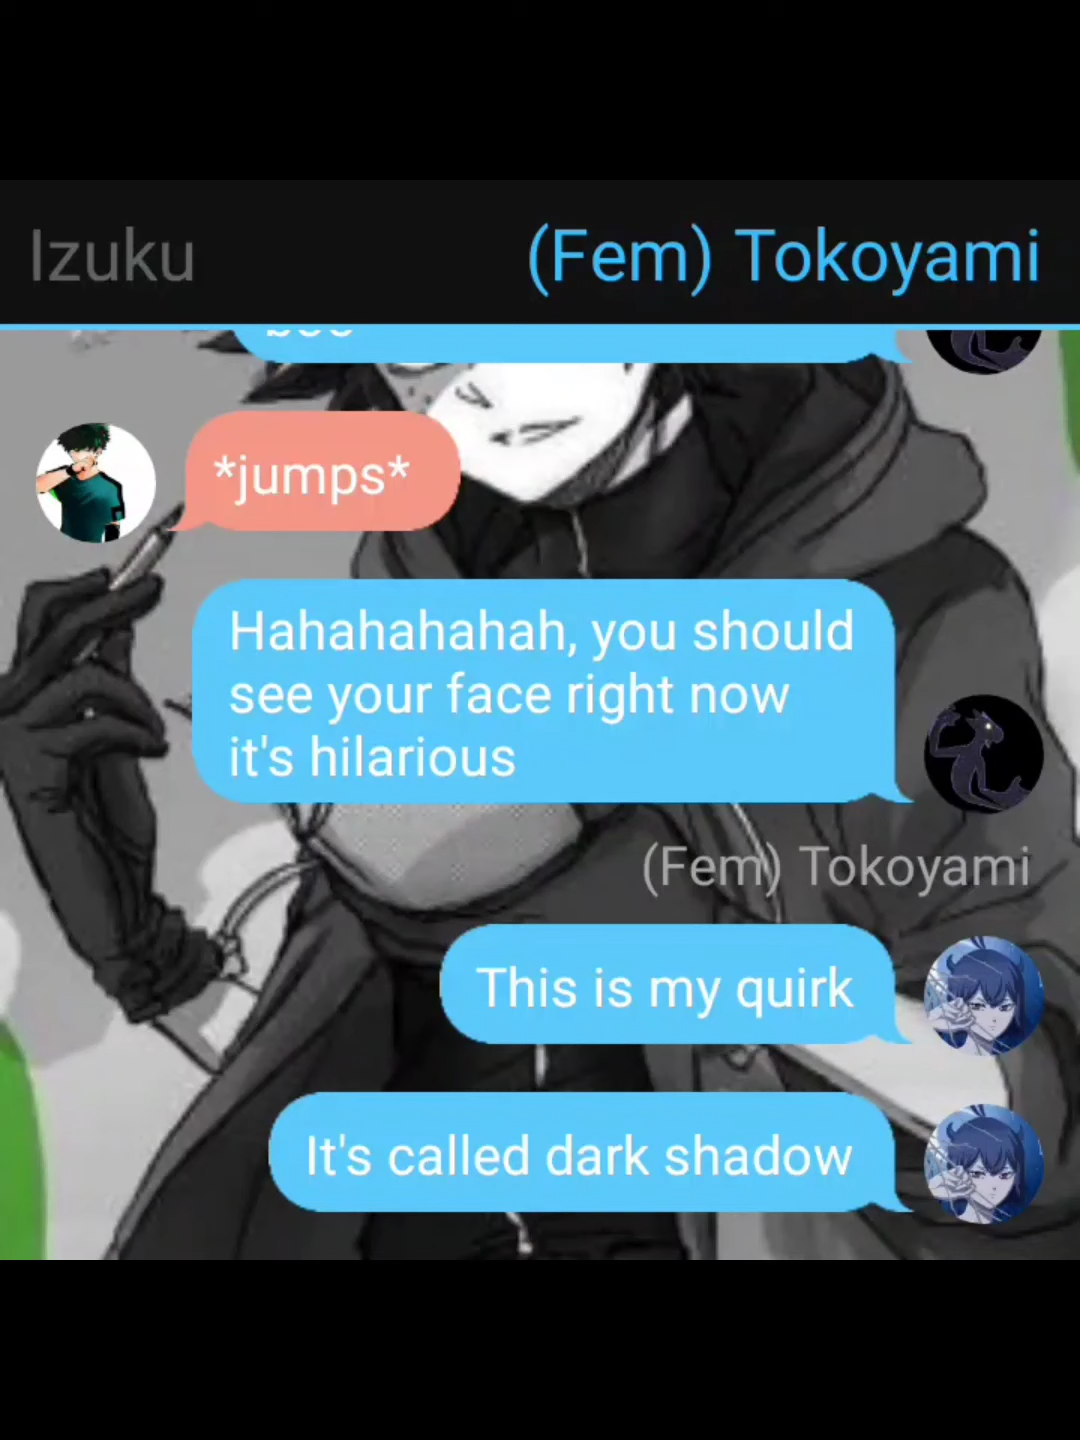 Izuku
(Fem) Tokoyami
*jumps*
Hahahahahah, you should
see your face right now
it's hilarious
(Fem) Tokoyami
This is my quirk
It's called dark shadow